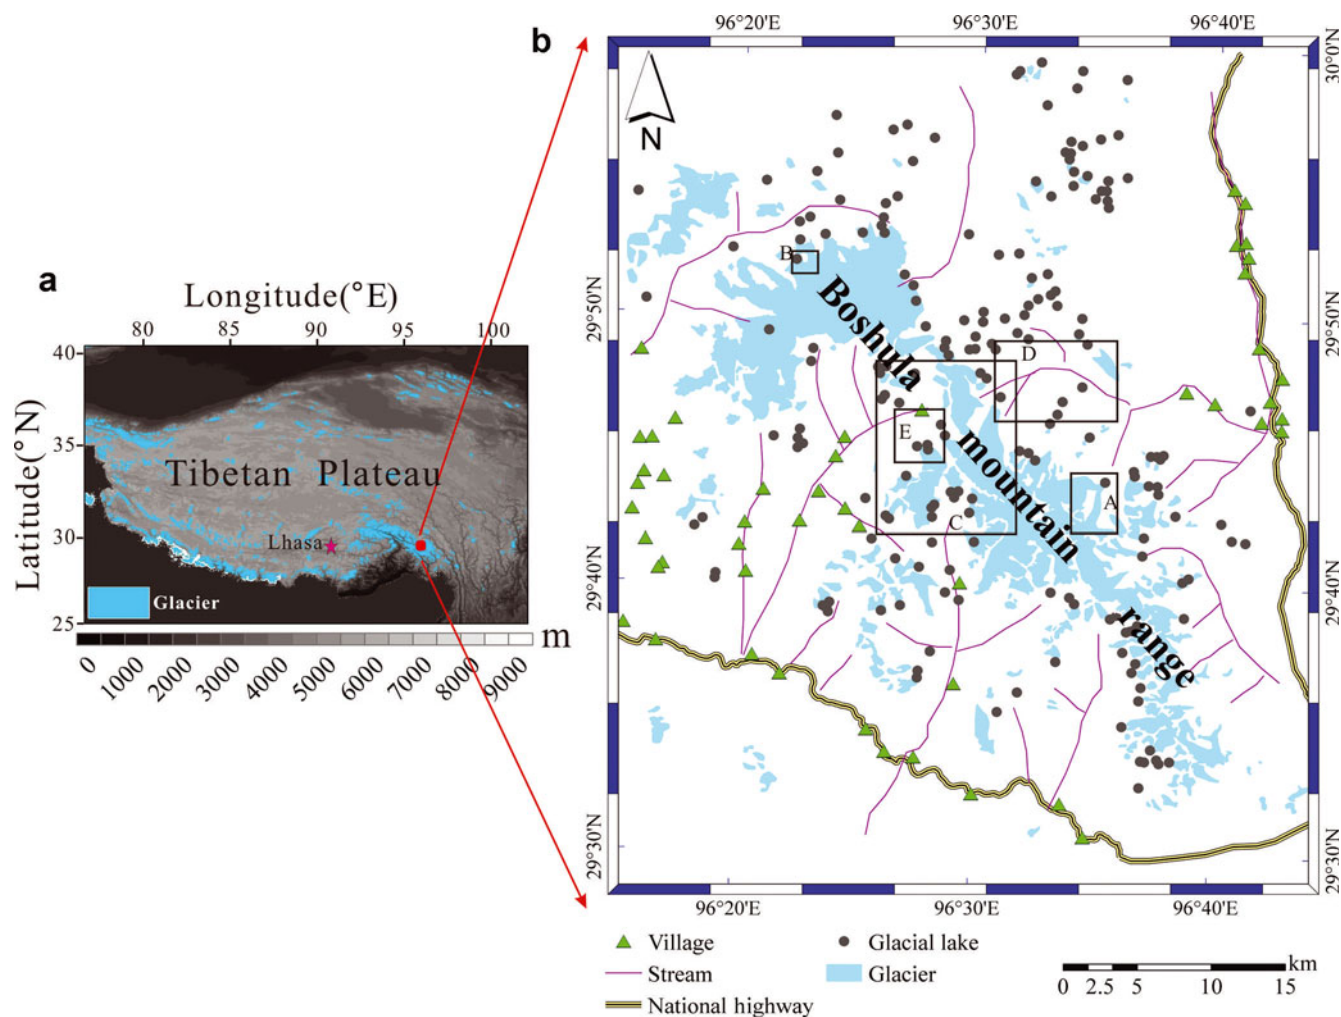 a
Longitude(°E)
80 85 90 95 100
Latitude(°N)
40
35
30
25
Tibetan Plateau
Lhasa
Glacier
m
0 1000 2000 3000 4000 5000 6000 7000 8000 9000
b
96°20'E 96°30'E 96°40'E
30°0'N
29°50'N 29°50'N
29°40'N 29°40'N
29°30'N 29°30'N
N
B
Boshula
D
E
mountain
A
C
range
96°20'E 96°30'E 96°40'E
Village
Glacial lake
Stream
Glacier
National highway
km
0 2.5 5 10 15